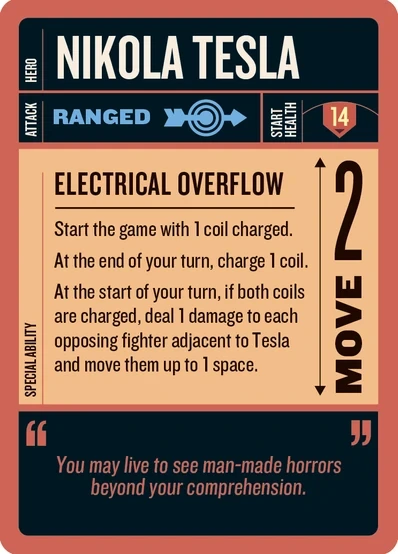 HERO
NIKOLA TESLA
ATTACK
RANGED
START
HEALTH
14
SPECIAL ABILITY
ELECTRICAL OVERFLOW
Start the game with 1 coil charged.
At the end of your turn, charge 1 coil.
At the start of your turn, if both coils
are charged, deal 1 damage to each
opposing fighter adjacent to Tesla
and move them up to 1 space.
MOVE 2
“ ”
You may live to see man-made horrors
beyond your comprehension.